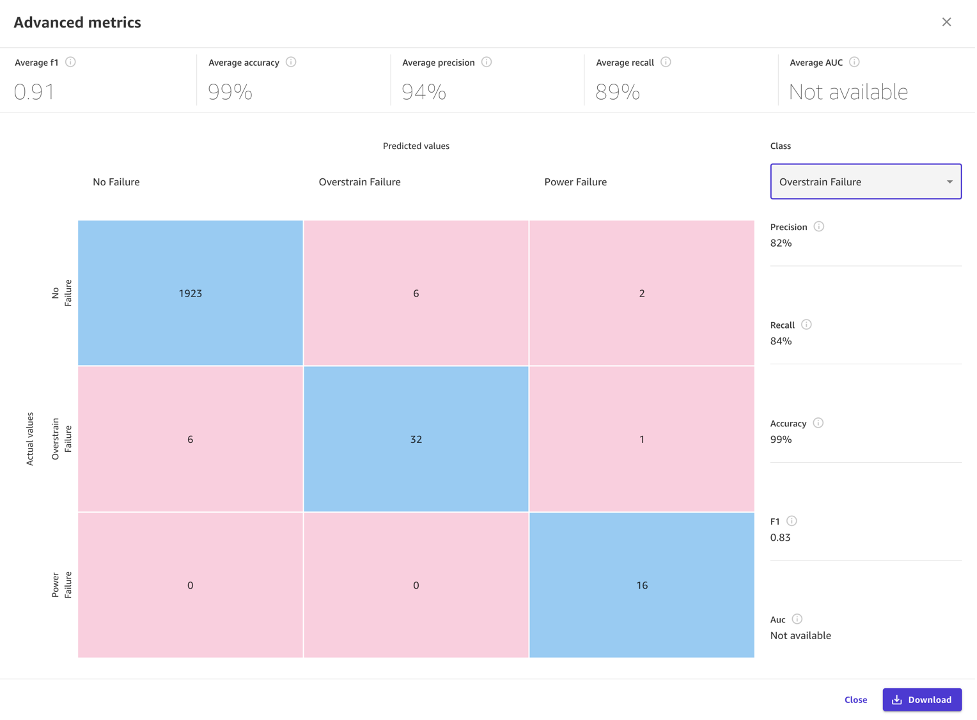 Advanced metrics
Average f1
Average accuracy
Average precision
Average recall
Average AUC
0.91
99%
94%
89%
Not available
Predicted values
Class
No Failure
Overstrain Failure
Power Failure
Overstrain Failure
Precision
82%
Recall
84%
Accuracy
99%
F1
0.83
Auc
Not available
Actual values
No
Failure
1923
6
2
Overstrain
Failure
6
32
1
Power
Failure
0
0
16
Close
Download